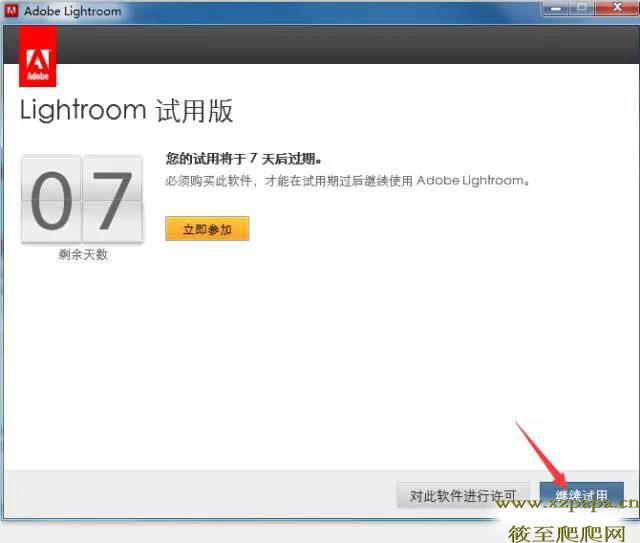 Adobe Lightroom
Adobe
Lightroom 试用版
您的试用将于 7 天后过期。
必须购买此软件，才能在试用期过后继续使用 Adobe Lightroom。
07
立即参加
剩余天数
对此软件进行许可
继续试用
www.xzpapa.cn
筱至爬爬网